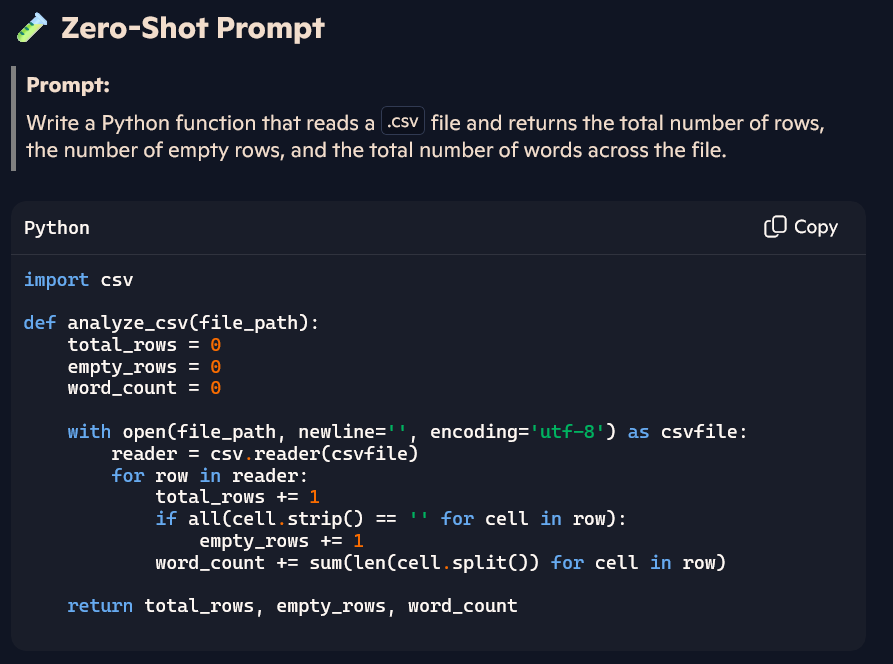 Zero-Shot Prompt
Prompt:
Write a Python function that reads a .csv file and returns the total number of rows,
the number of empty rows, and the total number of words across the file.
Python
Copy
import csv

def analyze_csv(file_path):
    total_rows = 0
    empty_rows = 0
    word_count = 0

    with open(file_path, newline='', encoding='utf-8') as csvfile:
        reader = csv.reader(csvfile)
        for row in reader:
            total_rows += 1
            if all(cell.strip() == '' for cell in row):
                empty_rows += 1
            word_count += sum(len(cell.split()) for cell in row)

    return total_rows, empty_rows, word_count